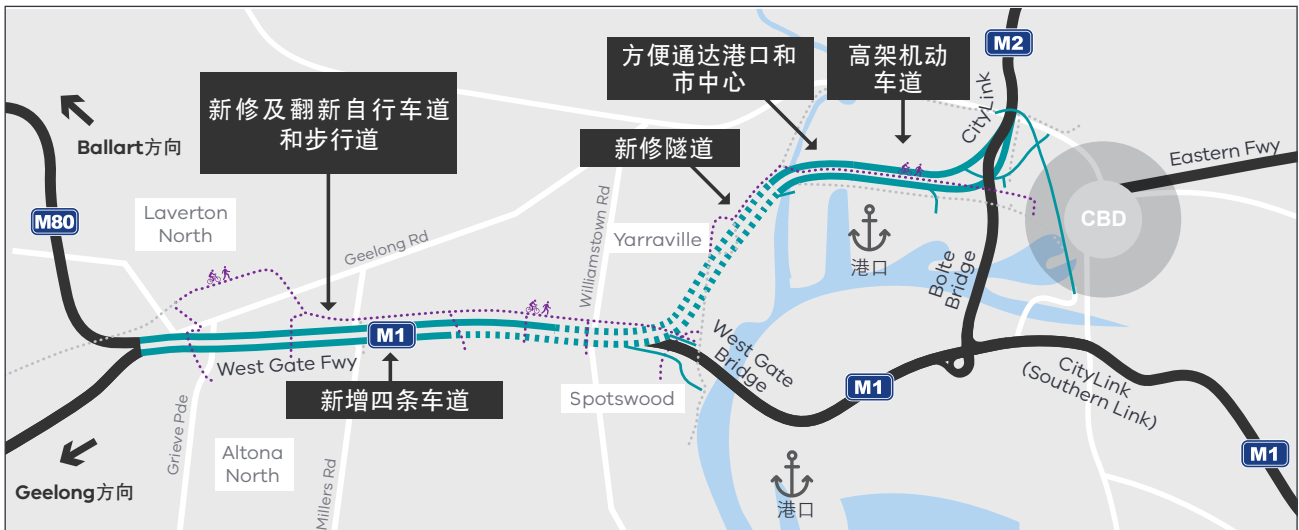 M2
方便通达港口和
市中心
高架机动
车道
新修及翻新自行车道
和步行道
新修隧道
CityLink
Eastern Fwy
Ballart方向
M80
Laverton
North
Geelong Rd
Williamstown Rd
Yarraville
CBD
港口
Bolte
Bridge
M1
West Gate Fwy
West Gate
Bridge
新增四条车道
Spotswood
M1
CityLink
(Southern Link)
M1
Grieve Pde
Altona
North
Millers Rd
Geelong方向
港口